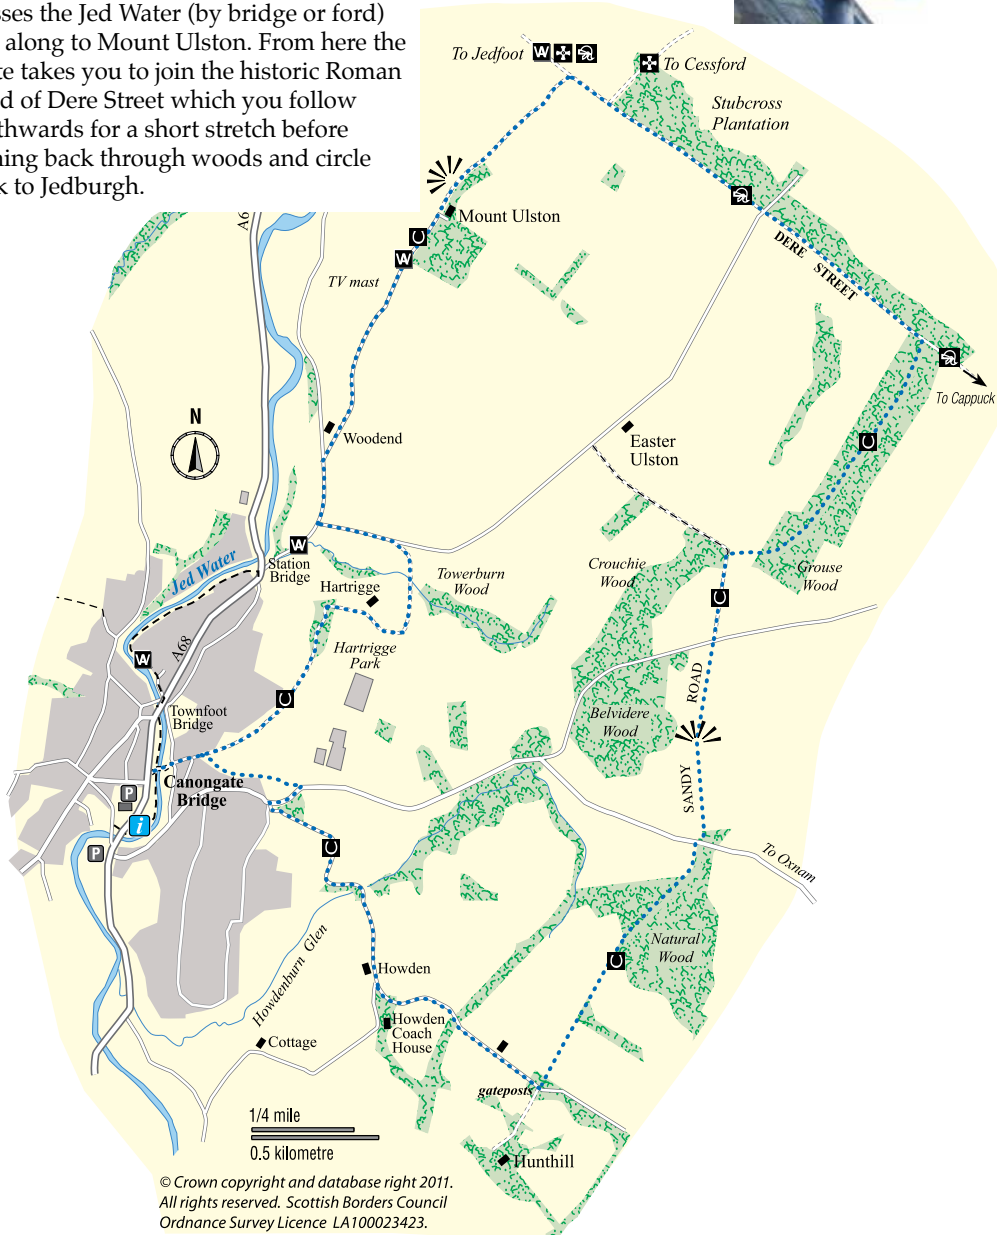 ses the Jed Water (by bridge or ford)
along to Mount Ulston. From here the
te takes you to join the historic Roman
d of Dere Street which you follow
thwards for a short stretch before
ning back through woods and circle
k to Jedburgh.
To Jedfoot
W
To Cessford
Stubcross
Plantation
A6
Mount Ulston
W
TV mast
DERE STREET
To Cappuck
N
Woodend
Easter
Ulston
W
Station
Bridge
Jed Water
Hartrigge
Towerburn
Wood
Crouchie
Wood
Grouse
Wood
A68
W
Hartrigge
Park
SANDY ROAD
Townfoot
Bridge
Belvidere
Wood
Canongate
Bridge
P
i
P
To Oxnam
Natural
Wood
Howdenburn Glen
Howden
Howden
Coach
House
Cottage
gateposts
Hunthill
1/4 mile
0.5 kilometre
© Crown copyright and database right 2011.
All rights reserved. Scottish Borders Council
Ordnance Survey Licence LA100023423.